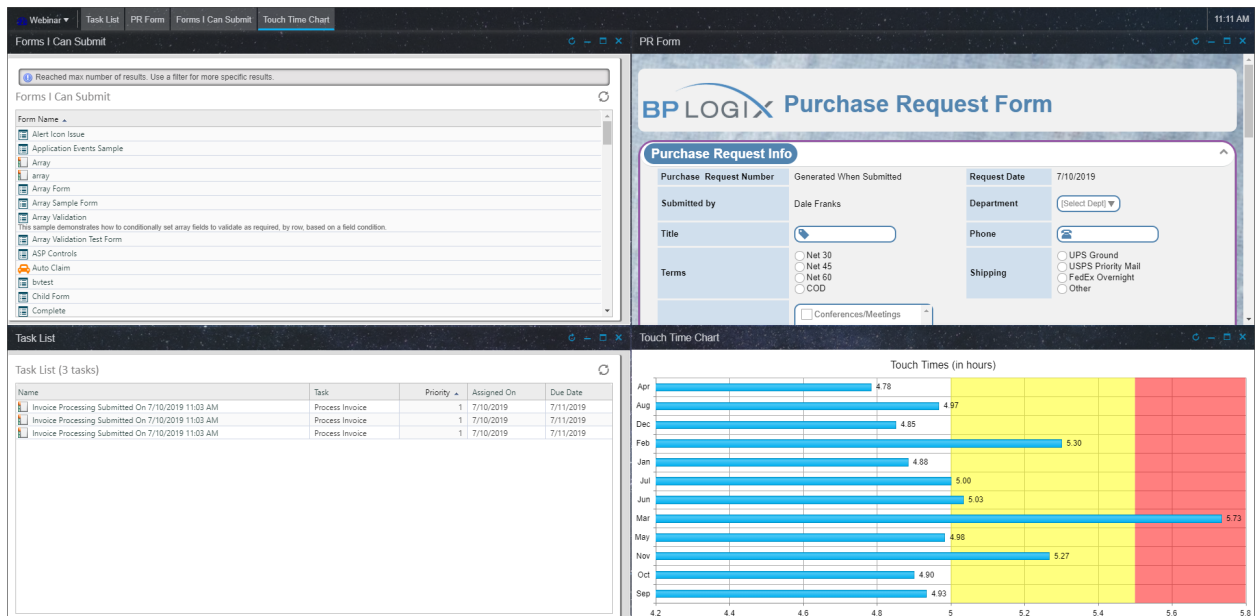 Webinar ▾ Task List PR Form Forms I Can Submit Touch Time Chart 11:11 AM
Forms I Can Submit
Reached max number of results. Use a filter for more specific results.
Forms I Can Submit
Form Name
Alert Icon Issue
Application Events Sample
Array
array
Array Form
Array Sample Form
Array Validation
This sample demonstrates how to conditionally set array fields to validate as required, by row, based on a field condition.
Array Validation Test Form
ASP Controls
Auto Claim
bvtest
Child Form
Complete
PR Form
BP LOGIX Purchase Request Form
Purchase Request Info
Purchase Request Number Generated When Submitted Request Date 7/10/2019
Submitted by Dale Franks Department [Select Dept]
Title Phone
Terms
Net 30
Net 45
Net 60
COD
Shipping
UPS Ground
USPS Priority Mail
FedEx Overnight
Other
Conferences/Meetings
Task List
Task List (3 tasks)
Name Task Priority Assigned On Due Date
Invoice Processing Submitted On 7/10/2019 11:03 AM Process Invoice 1 7/10/2019 7/11/2019
Invoice Processing Submitted On 7/10/2019 11:03 AM Process Invoice 1 7/10/2019 7/11/2019
Invoice Processing Submitted On 7/10/2019 11:03 AM Process Invoice 1 7/10/2019 7/11/2019
Touch Time Chart
Touch Times (in hours)
Apr 4.78
Aug 4.97
Dec 4.85
Feb 5.30
Jan 4.88
Jul 5.00
Jun 5.03
Mar 5.73
May 4.98
Nov 5.27
Oct 4.90
Sep 4.93
4.2 4.4 4.6 4.8 5 5.2 5.4 5.6 5.8